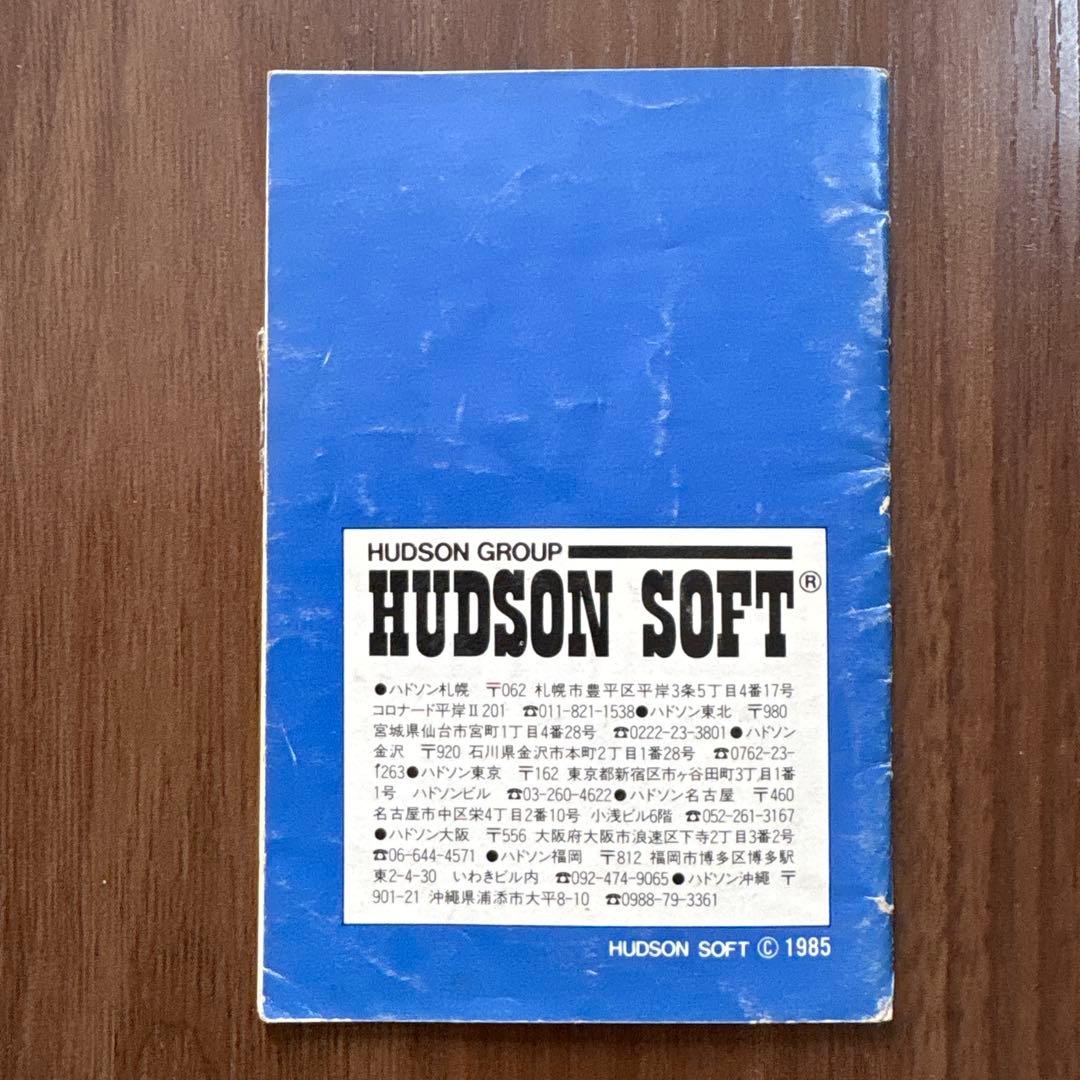 HUDSON GROUP
HUDSON SOFT®
●ハドソン札幌 〒062 札幌市豊平区平岸3条5丁目4番17号
コロナード平岸Ⅱ201 ☎011-821-1538●ハドソン東北 〒980
宮城県仙台市宮町1丁目4番28号 ☎0222-23-3801●ハドソン
金沢 〒920 石川県金沢市本町2丁目1番28号 ☎0762-23-
1263●ハドソン東京 〒162 東京都新宿区市ヶ谷田町3丁目1番
1号 ハドソンビル ☎03-260-4622●ハドソン名古屋 〒460
名古屋市中区栄4丁目2番10号 小浅ビル6階 ☎052-261-3167
●ハドソン大阪 〒556 大阪府大阪市浪速区下寺2丁目3番2号
☎06-644-4571 ●ハドソン福岡 〒812 福岡市博多区博多駅
東2-4-30 いわきビル内 ☎092-474-9065●ハドソン沖縄 〒
901-21 沖縄県浦添市大平8-10 ☎0988-79-3361
HUDSON SOFT © 1985